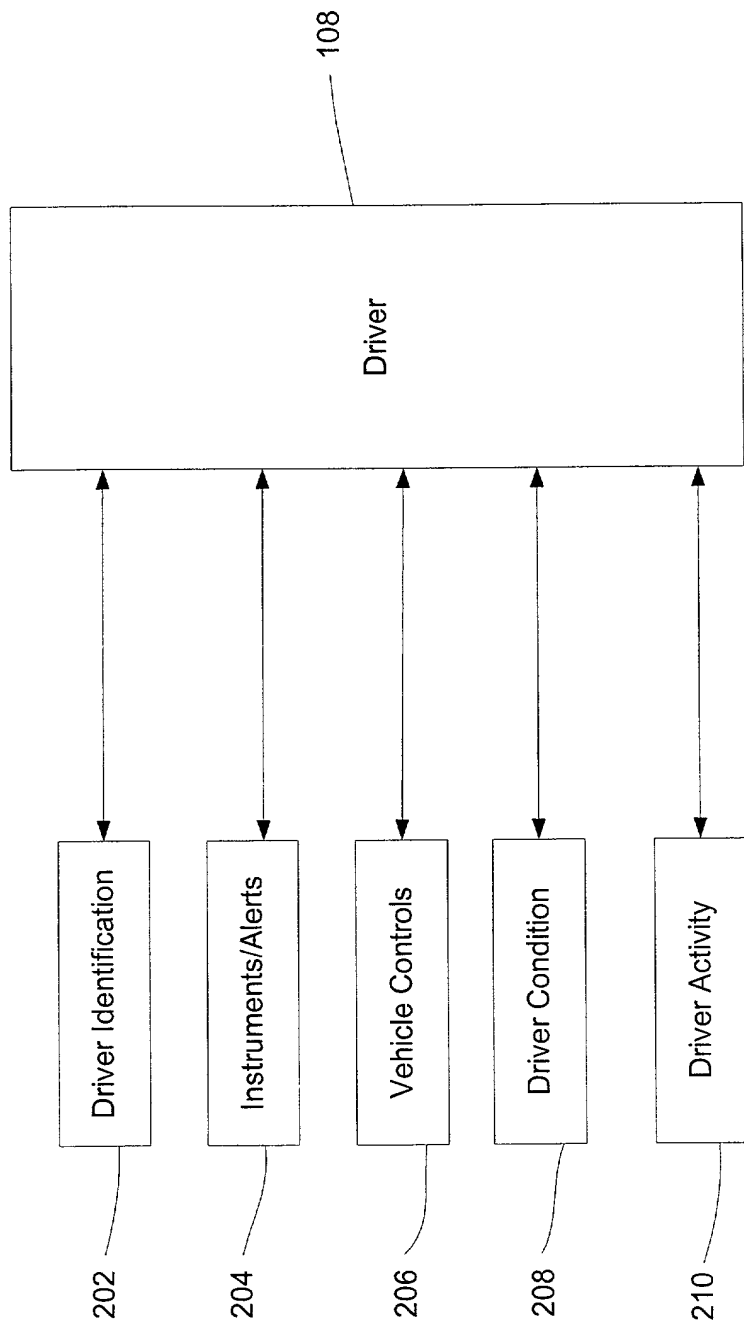 108
Driver
Driver Identification
Instruments/Alerts
Vehicle Controls
Driver Condition
Driver Activity
202
204
206
208
210